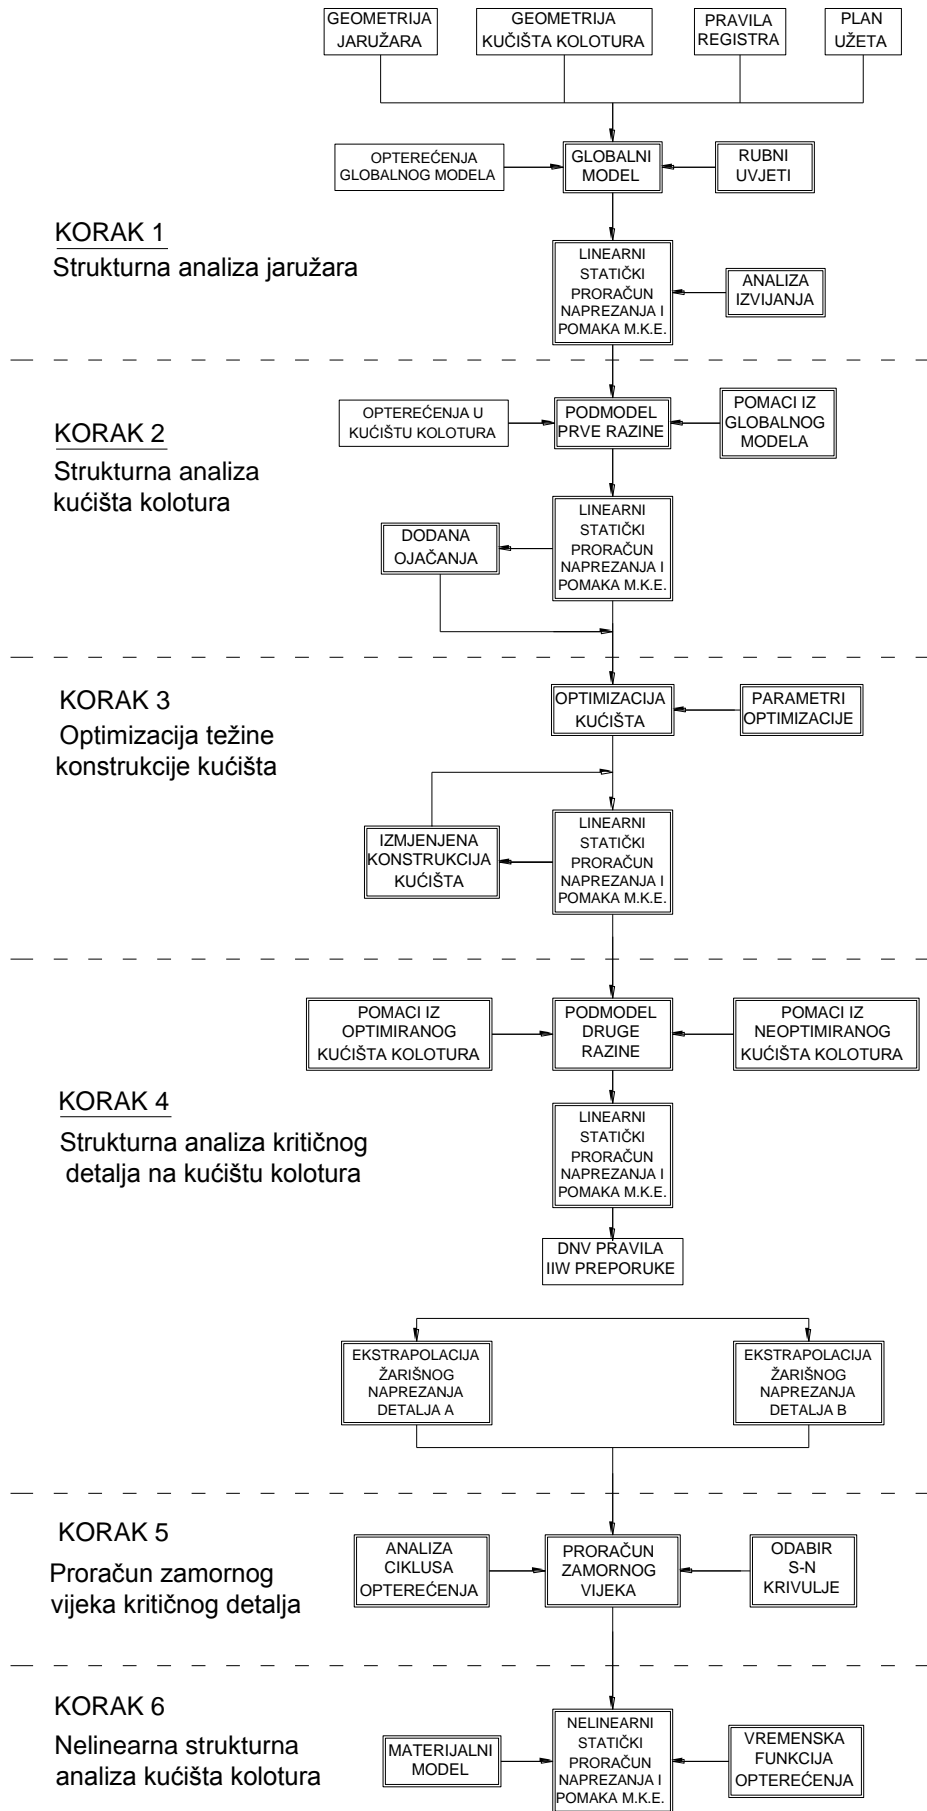 GEOMETRIJA
JARUŽARA
GEOMETRIJA
KUČIŠTA KOLOTURA
PRAVILA
REGISTRA
PLAN
UŽETA
OPTEREĆENJA
GLOBALNOG MODELA
GLOBALNI
MODEL
RUBNI
UVJETI
KORAK 1
Strukturna analiza jaružara
LINEARNI
STATIČKI
PRORAČUN
NAPREZANJA I
POMAKA M.K.E.
ANALIZA
IZVIJANJA
KORAK 2
Strukturna analiza
kućišta kolotura
OPTEREĆENJA U
KUĆIŠTU KOLOTURA
PODMODEL
PRVE RAZINE
POMACI IZ
GLOBALNOG
MODELA
DODANA
OJAČANJA
LINEARNI
STATIČKI
PRORAČUN
NAPREZANJA I
POMAKA M.K.E.
KORAK 3
Optimizacija težine
konstrukcije kućišta
OPTIMIZACIJA
KUĆIŠTA
PARAMETRI
OPTIMIZACIJE
IZMJENJENA
KONSTRUKCIJA
KUĆIŠTA
LINEARNI
STATIČKI
PRORAČUN
NAPREZANJA I
POMAKA M.K.E.
POMACI IZ
OPTIMIRANOG
KUĆIŠTA KOLOTURA
PODMODEL
DRUGE
RAZINE
POMACI IZ
NEOPTIMIRANOG
KUĆIŠTA KOLOTURA
KORAK 4
Strukturna analiza kritičnog
detalja na kućištu kolotura
LINEARNI
STATIČKI
PRORAČUN
NAPREZANJA I
POMAKA M.K.E.
DNV PRAVILA
IIW PREPORUKE
EKSTRAPOLACIJA
ŽARIŠNOG
NAPREZANJA
DETALJA A
EKSTRAPOLACIJA
ŽARIŠNOG
NAPREZANJA
DETALJA B
KORAK 5
Proračun zamornog
vijeka kritičnog detalja
ANALIZA
CIKLUSA
OPTEREĆENJA
PRORAČUN
ZAMORNOG
VIJEKA
ODABIR
S-N
KRIVULJE
KORAK 6
Nelinearna strukturna
analiza kućišta kolotura
MATERIJALNI
MODEL
NELINEARNI
STATIČKI
PRORAČUN
NAPREZANJA I
POMAKA M.K.E.
VREMENSKA
FUNKCIJA
OPTEREĆENJA